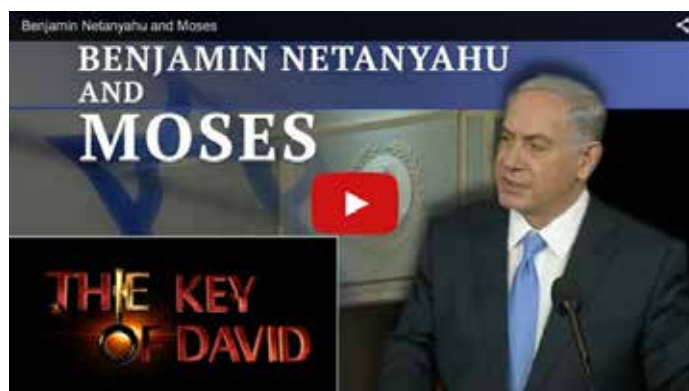 Benjamin Netanyahu and Moses
BENJAMIN NETANYAHU
AND
MOSES
THE KEY
OF DAVID